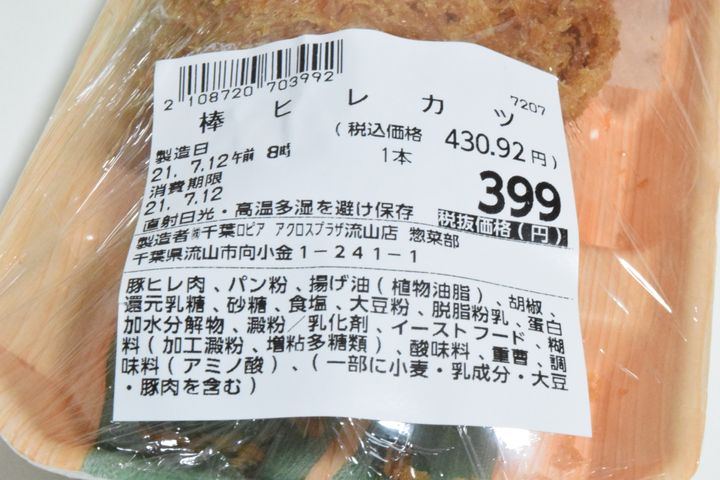 2 108720 703992
7207
棒ヒレカツ
(税込価格 430.92円)
製造日
21. 7.12午前 8時
1本
消費期限
21. 7.12
399
税抜価格(円)
直射日光・高温多湿を避け保存
製造者㈱千葉ロピア アクロスプラザ流山店 惣菜部
千葉県流山市向小金1-241-1
豚ヒレ肉、パン粉、揚げ油(植物油脂)、胡椒、
還元乳糖、砂糖、食塩、大豆粉、脱脂粉乳、蛋白
加水分解物、澱粉/乳化剤、イーストフード、糊
料(加工澱粉、増粘多糖類)、酸味料、重曹、調
味料(アミノ酸)、(一部に小麦・乳成分・大豆
・豚肉を含む)